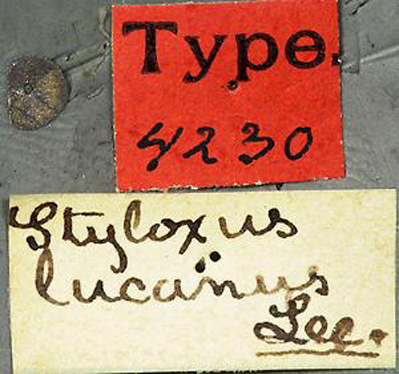 Type.
4230
Styloxus
lucanus
Lec.